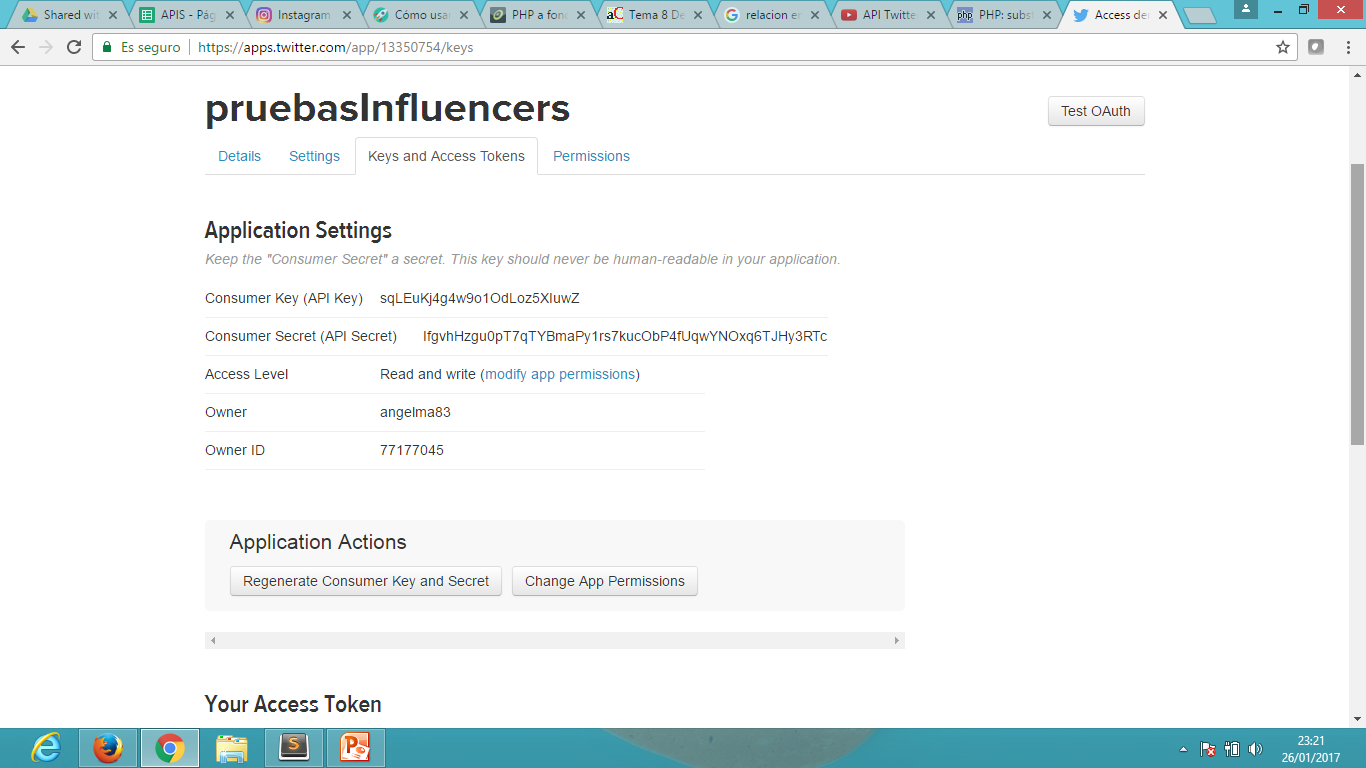 Shared wit
APIS - Pág
Instagram
Cómo usa
PHP a fon
Tema 8 De
relacion en
API Twitte
PHP: subst
Access de
Es seguro
https://apps.twitter.com/app/13350754/keys
pruebasInfluencers
Test OAuth
Details
Settings
Keys and Access Tokens
Permissions
Application Settings
Keep the "Consumer Secret" a secret. This key should never be human-readable in your application.
Consumer Key (API Key) sqLEuKj4g4w9o1OdLoz5XIuwZ
Consumer Secret (API Secret) IfgvhHzgu0pT7qTYBmaPy1rs7kucObP4fUqwYNOxq6TJHy3RTc
Access Level Read and write (modify app permissions)
Owner angelma83
Owner ID 77177045
Application Actions
Regenerate Consumer Key and Secret
Change App Permissions
Your Access Token
23:21
26/01/2017